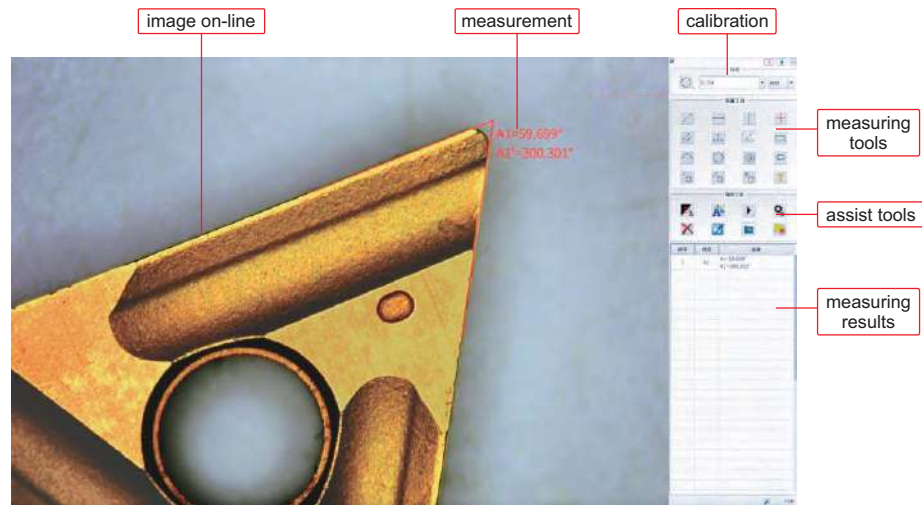 image on-line
measurement
calibration
measuring
tools
assist tools
measuring
results
A1=59.699°
A1'=300.301°